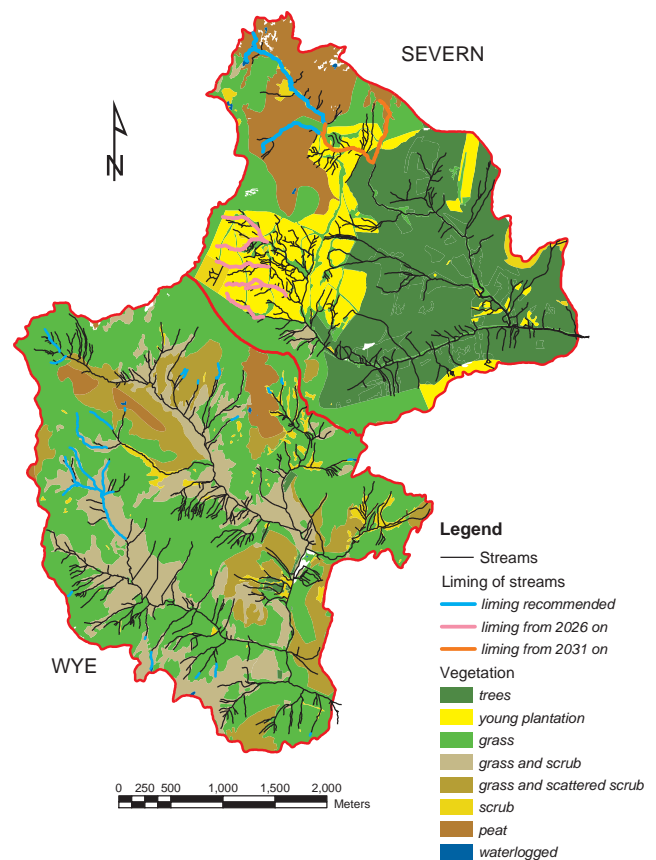 SEVERN
N
WYE
Legend
Streams
Liming of streams
liming recommended
liming from 2026 on
liming from 2031 on
Vegetation
trees
young plantation
grass
grass and scrub
grass and scattered scrub
scrub
peat
waterlogged
0 250 500 1,000 1,500 2,000
Meters